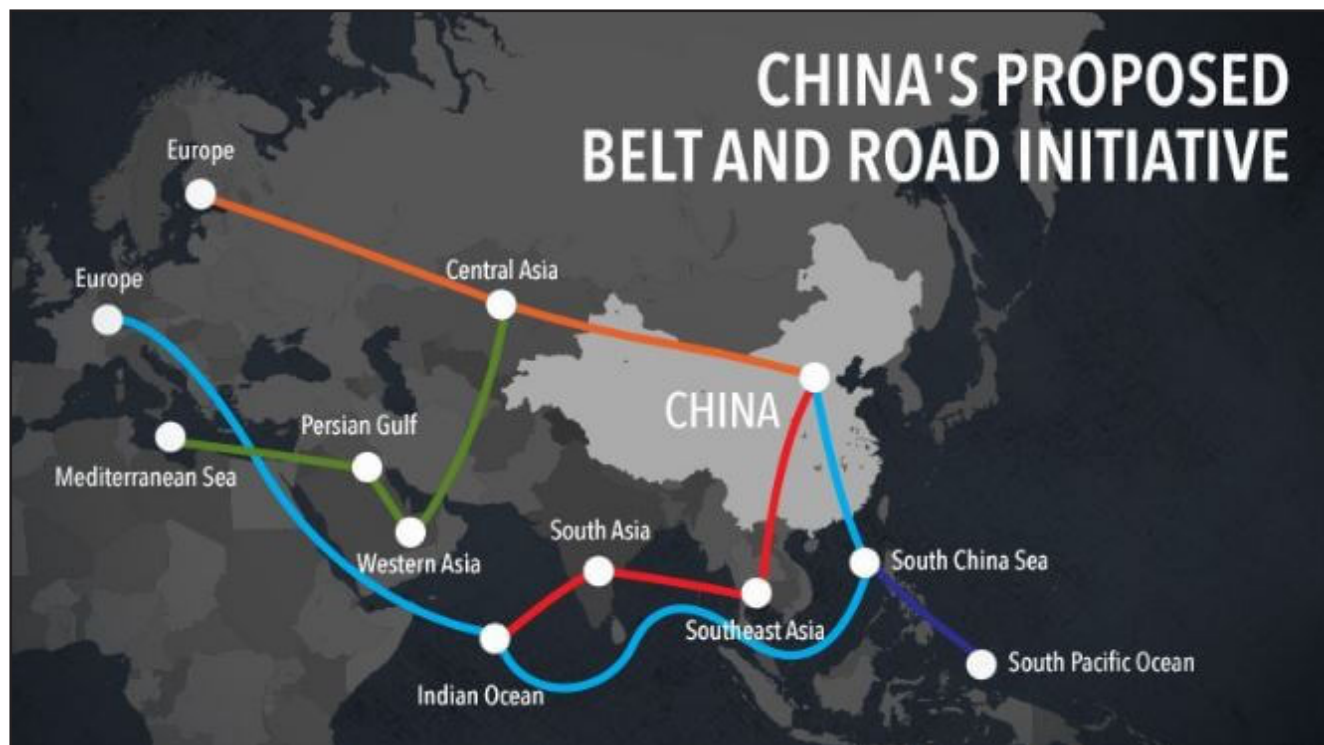 CHINA'S PROPOSED
BELT AND ROAD INITIATIVE
Europe
Central Asia
Europe
CHINA
Persian Gulf
Mediterranean Sea
South Asia
Western Asia
South China Sea
Southeast Asia
South Pacific Ocean
Indian Ocean